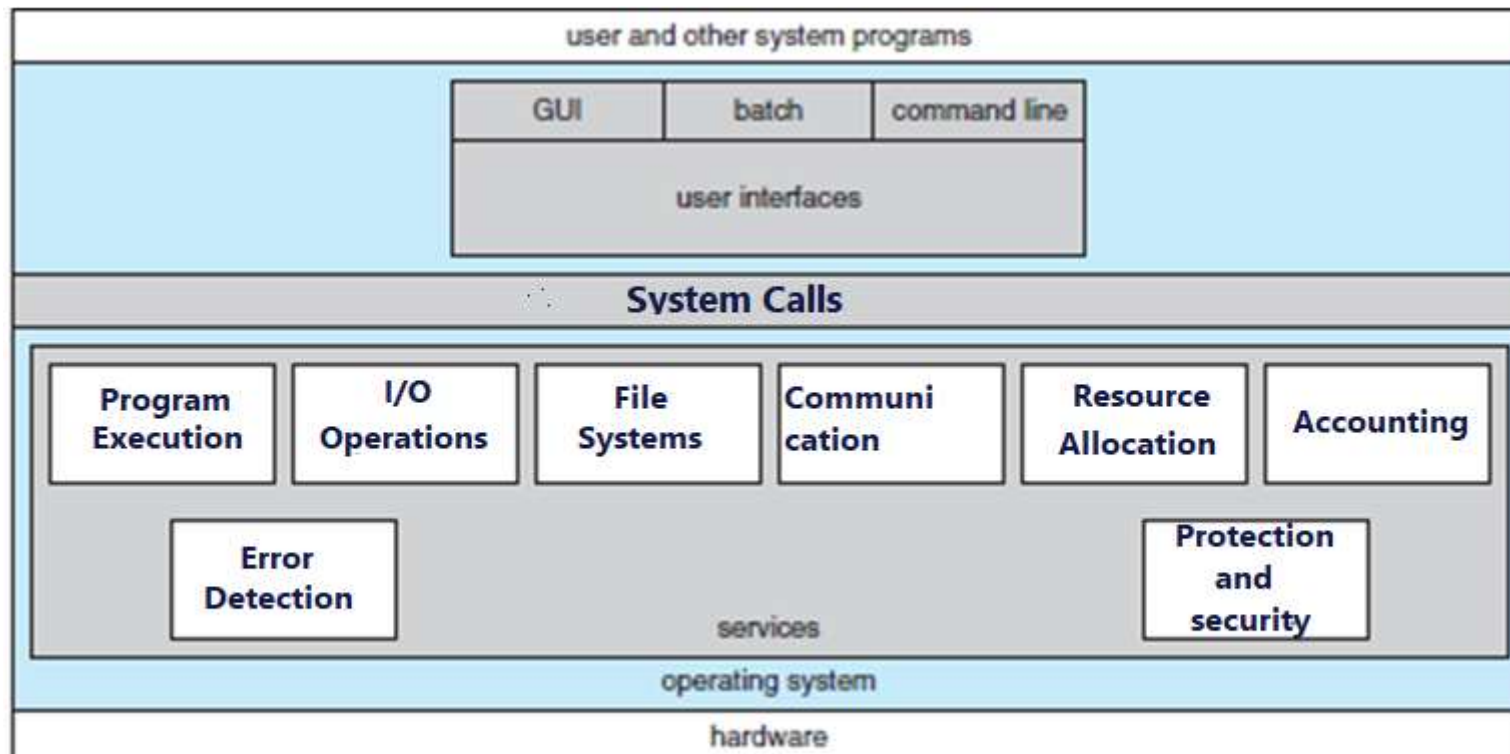 user and other system programs
GUI
batch
command line
user interfaces
System Calls
Program
Execution
I/O
Operations
File
Systems
Communi
cation
Resource
Allocation
Accounting
Error
Detection
Protection
and
security
services
operating system
hardware